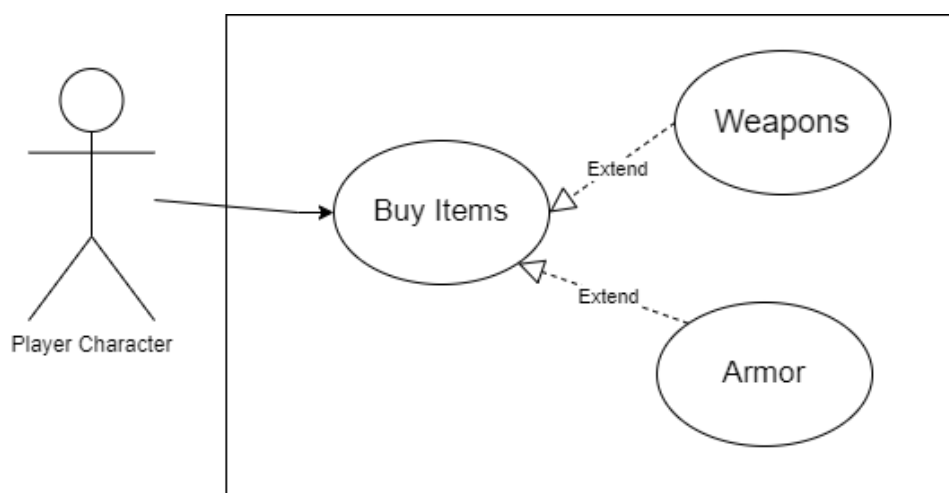 Weapons
Extend
Buy Items
Extend
Player Character
Armor